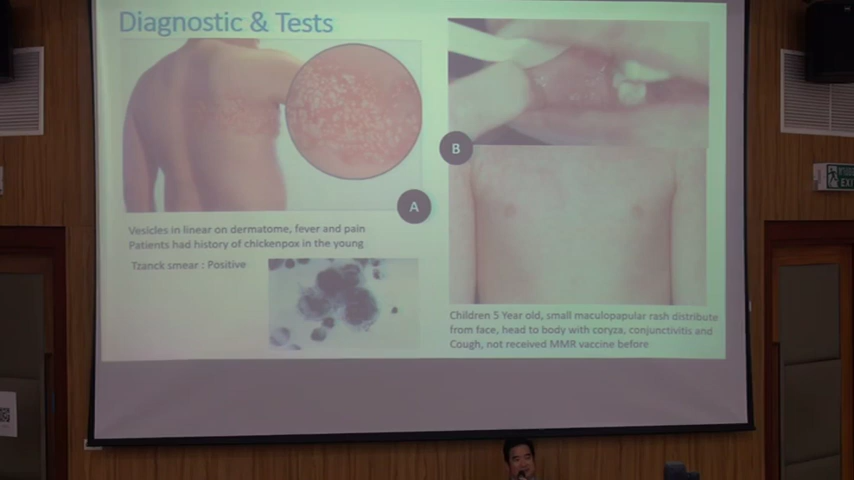 Diagnostic & Tests
A
Vesicles in linear on dermatome, fever and pain
Patients had history of chickenpox in the young
Tzanck smear : Positive
B
Children 5 Year old, small maculopapular rash distribute
from face, head to body with coryza, conjunctivitis and
Cough, not received MMR vaccine before